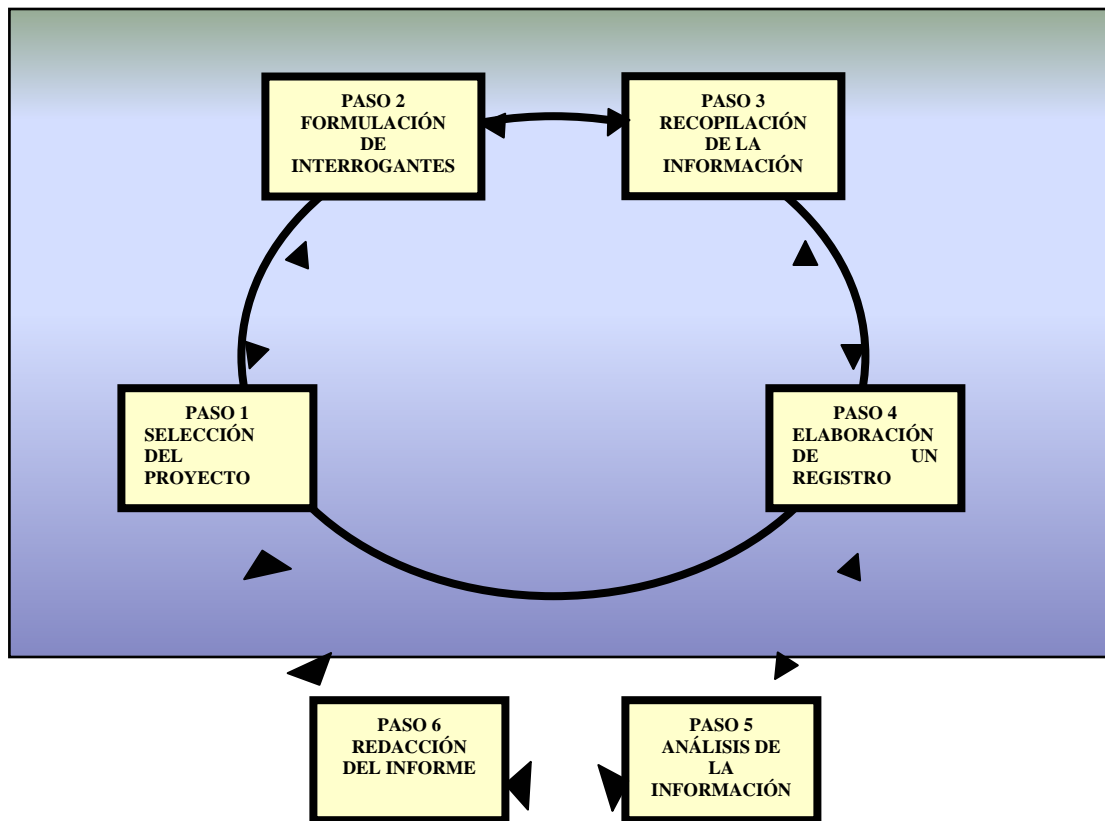 PASO 2
FORMULACIÓN
DE
INTERROGANTES
PASO 3
RECOPILACIÓN
DE LA
INFORMACIÓN
PASO 1
SELECCIÓN
DEL
PROYECTO
PASO 4
ELABORACIÓN
DE UN
REGISTRO
PASO 6
REDACCIÓN
DEL INFORME
PASO 5
ANÁLISIS DE
LA
INFORMACIÓN